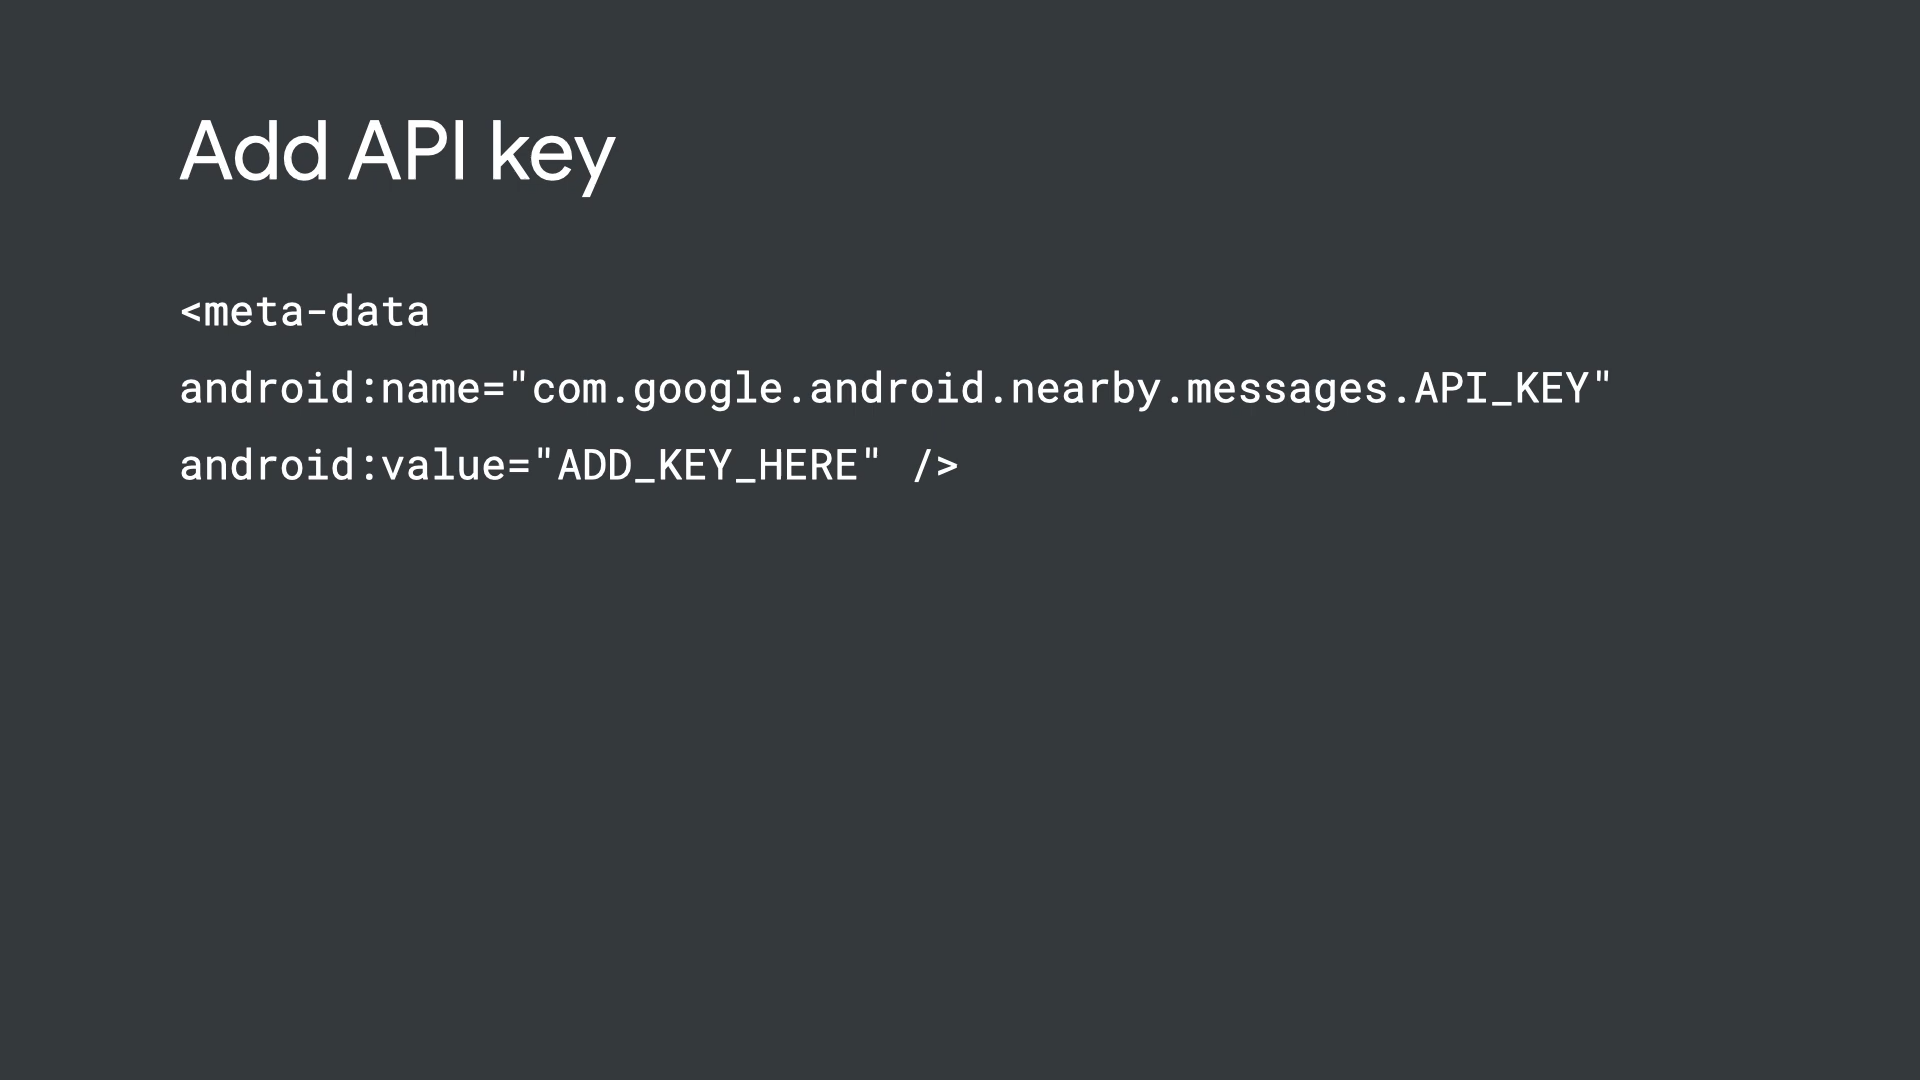 Add API key
<meta-data
android:name="com.google.android.nearby.messages.API_KEY"
android:value="ADD_KEY_HERE" />